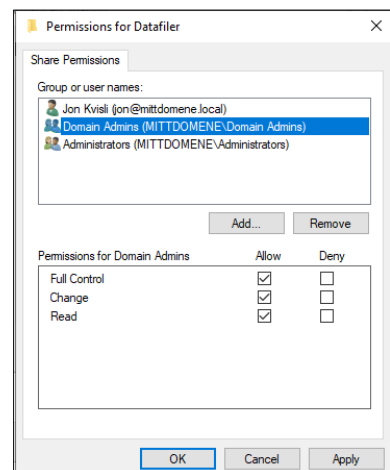 Permissions for Datafiler
Share Permissions
Group or user names:
Jon Kvisli (jon@mittdomene.local)
Domain Admins (MITTDOMENE\Domain Admins)
Administrators (MITTDOMENE\Administrators)
Add... Remove
Permissions for Domain Admins Allow Deny
Full Control
Change
Read
OK Cancel Apply